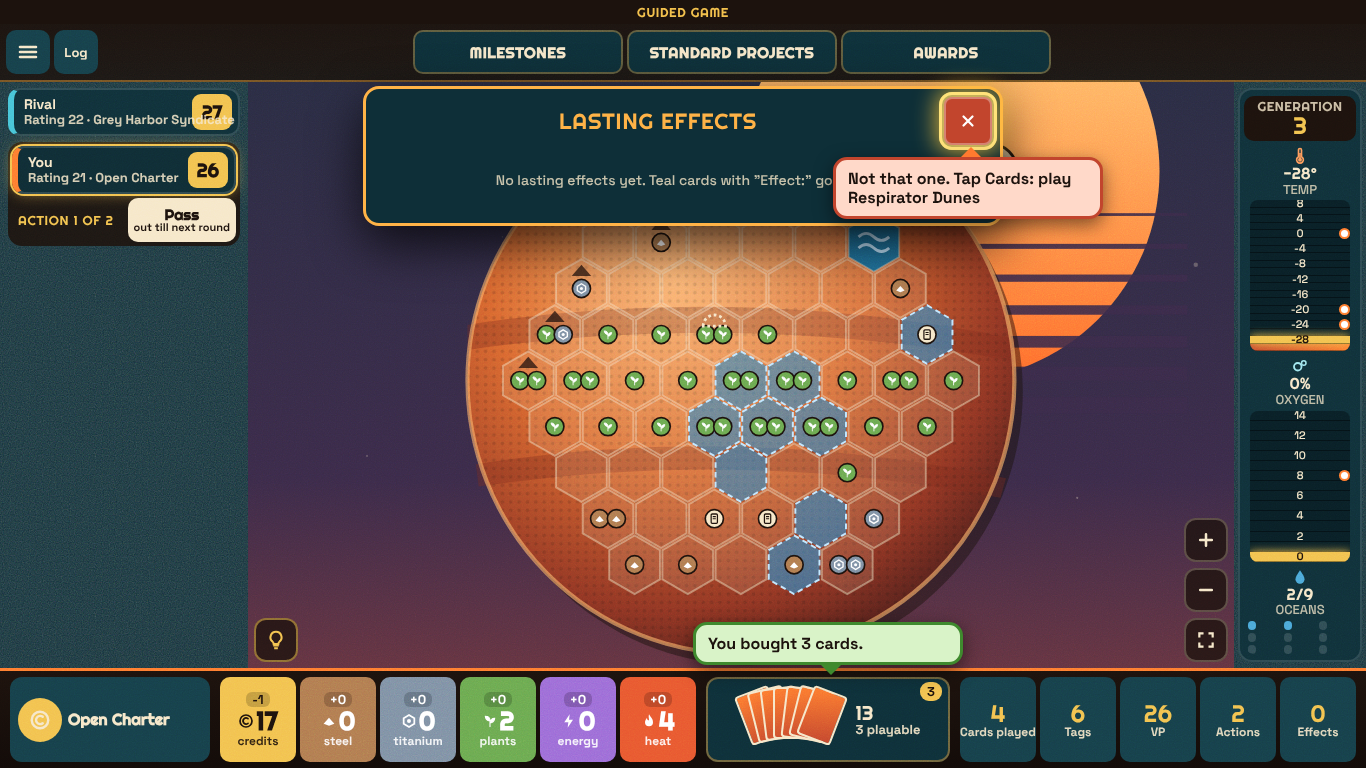 GUIDED GAME
Log
MILESTONES
STANDARD PROJECTS
AWARDS
Rival
Rating 22 · Grey Harbor Syndicate
27
You
Rating 21 · Open Charter
26
ACTION 1 OF 2
Pass
out till next round
LASTING EFFECTS
×
No lasting effects yet. Teal cards with "Effect:" go
Not that one. Tap Cards: play
Respirator Dunes
GENERATION
3
-28°
TEMP
8
4
0
-4
-8
-12
-16
-20
-24
-28
0%
OXYGEN
14
12
10
8
6
4
2
0
2/9
OCEANS
+
−
You bought 3 cards.
Open Charter
-1
17
credits
+0
0
steel
+0
0
titanium
+0
2
plants
+0
0
energy
+0
4
heat
3
13
3 playable
4
Cards played
6
Tags
26
VP
2
Actions
0
Effects